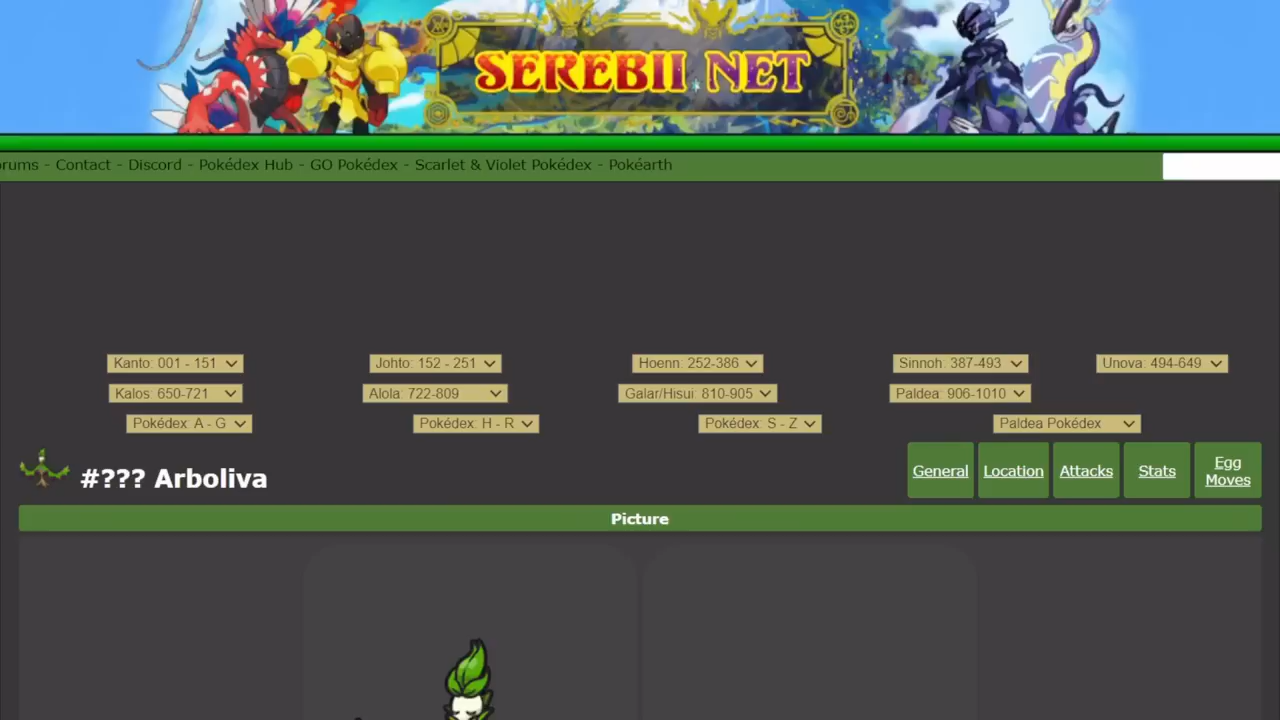 SEREBII NET
orums - Contact - Discord - Pokédex Hub - GO Pokédex - Scarlet & Violet Pokédex - Pokéarth
Kanto: 001 - 151 Johto: 152 - 251 Hoenn: 252-386 Sinnoh: 387-493 Unova: 494-649
Kalos: 650-721 Alola: 722-809 Galar/Hisui: 810-905 Paldea: 906-1010
Pokédex: A - G Pokédex: H - R Pokédex: S - Z Paldea Pokédex
#??? Arboliva General Location Attacks Stats Egg Moves
Picture